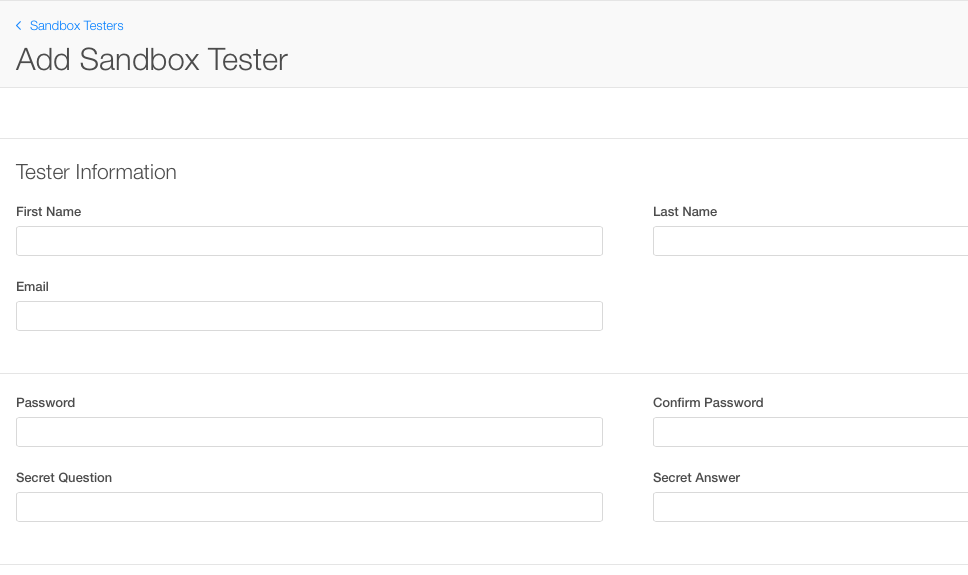 Sandbox Testers
Add Sandbox Tester
Tester Information
First Name
Last Name
Email
Password
Confirm Password
Secret Question
Secret Answer